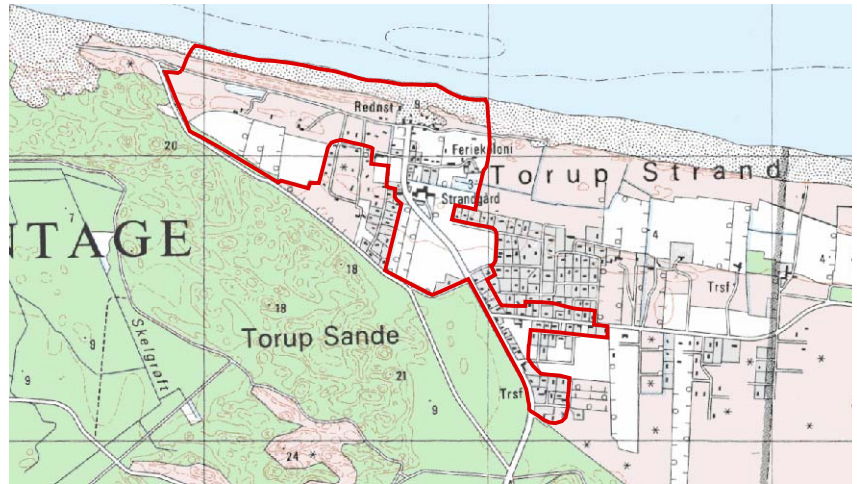 Rednst
9
20
Feriekoloni
3
Torup Strand
Strandgård
7
NTAGE
4
4
18
Trsf
18
Skelgrøft
9
Torup Sande
21
9
Trsf
9
24